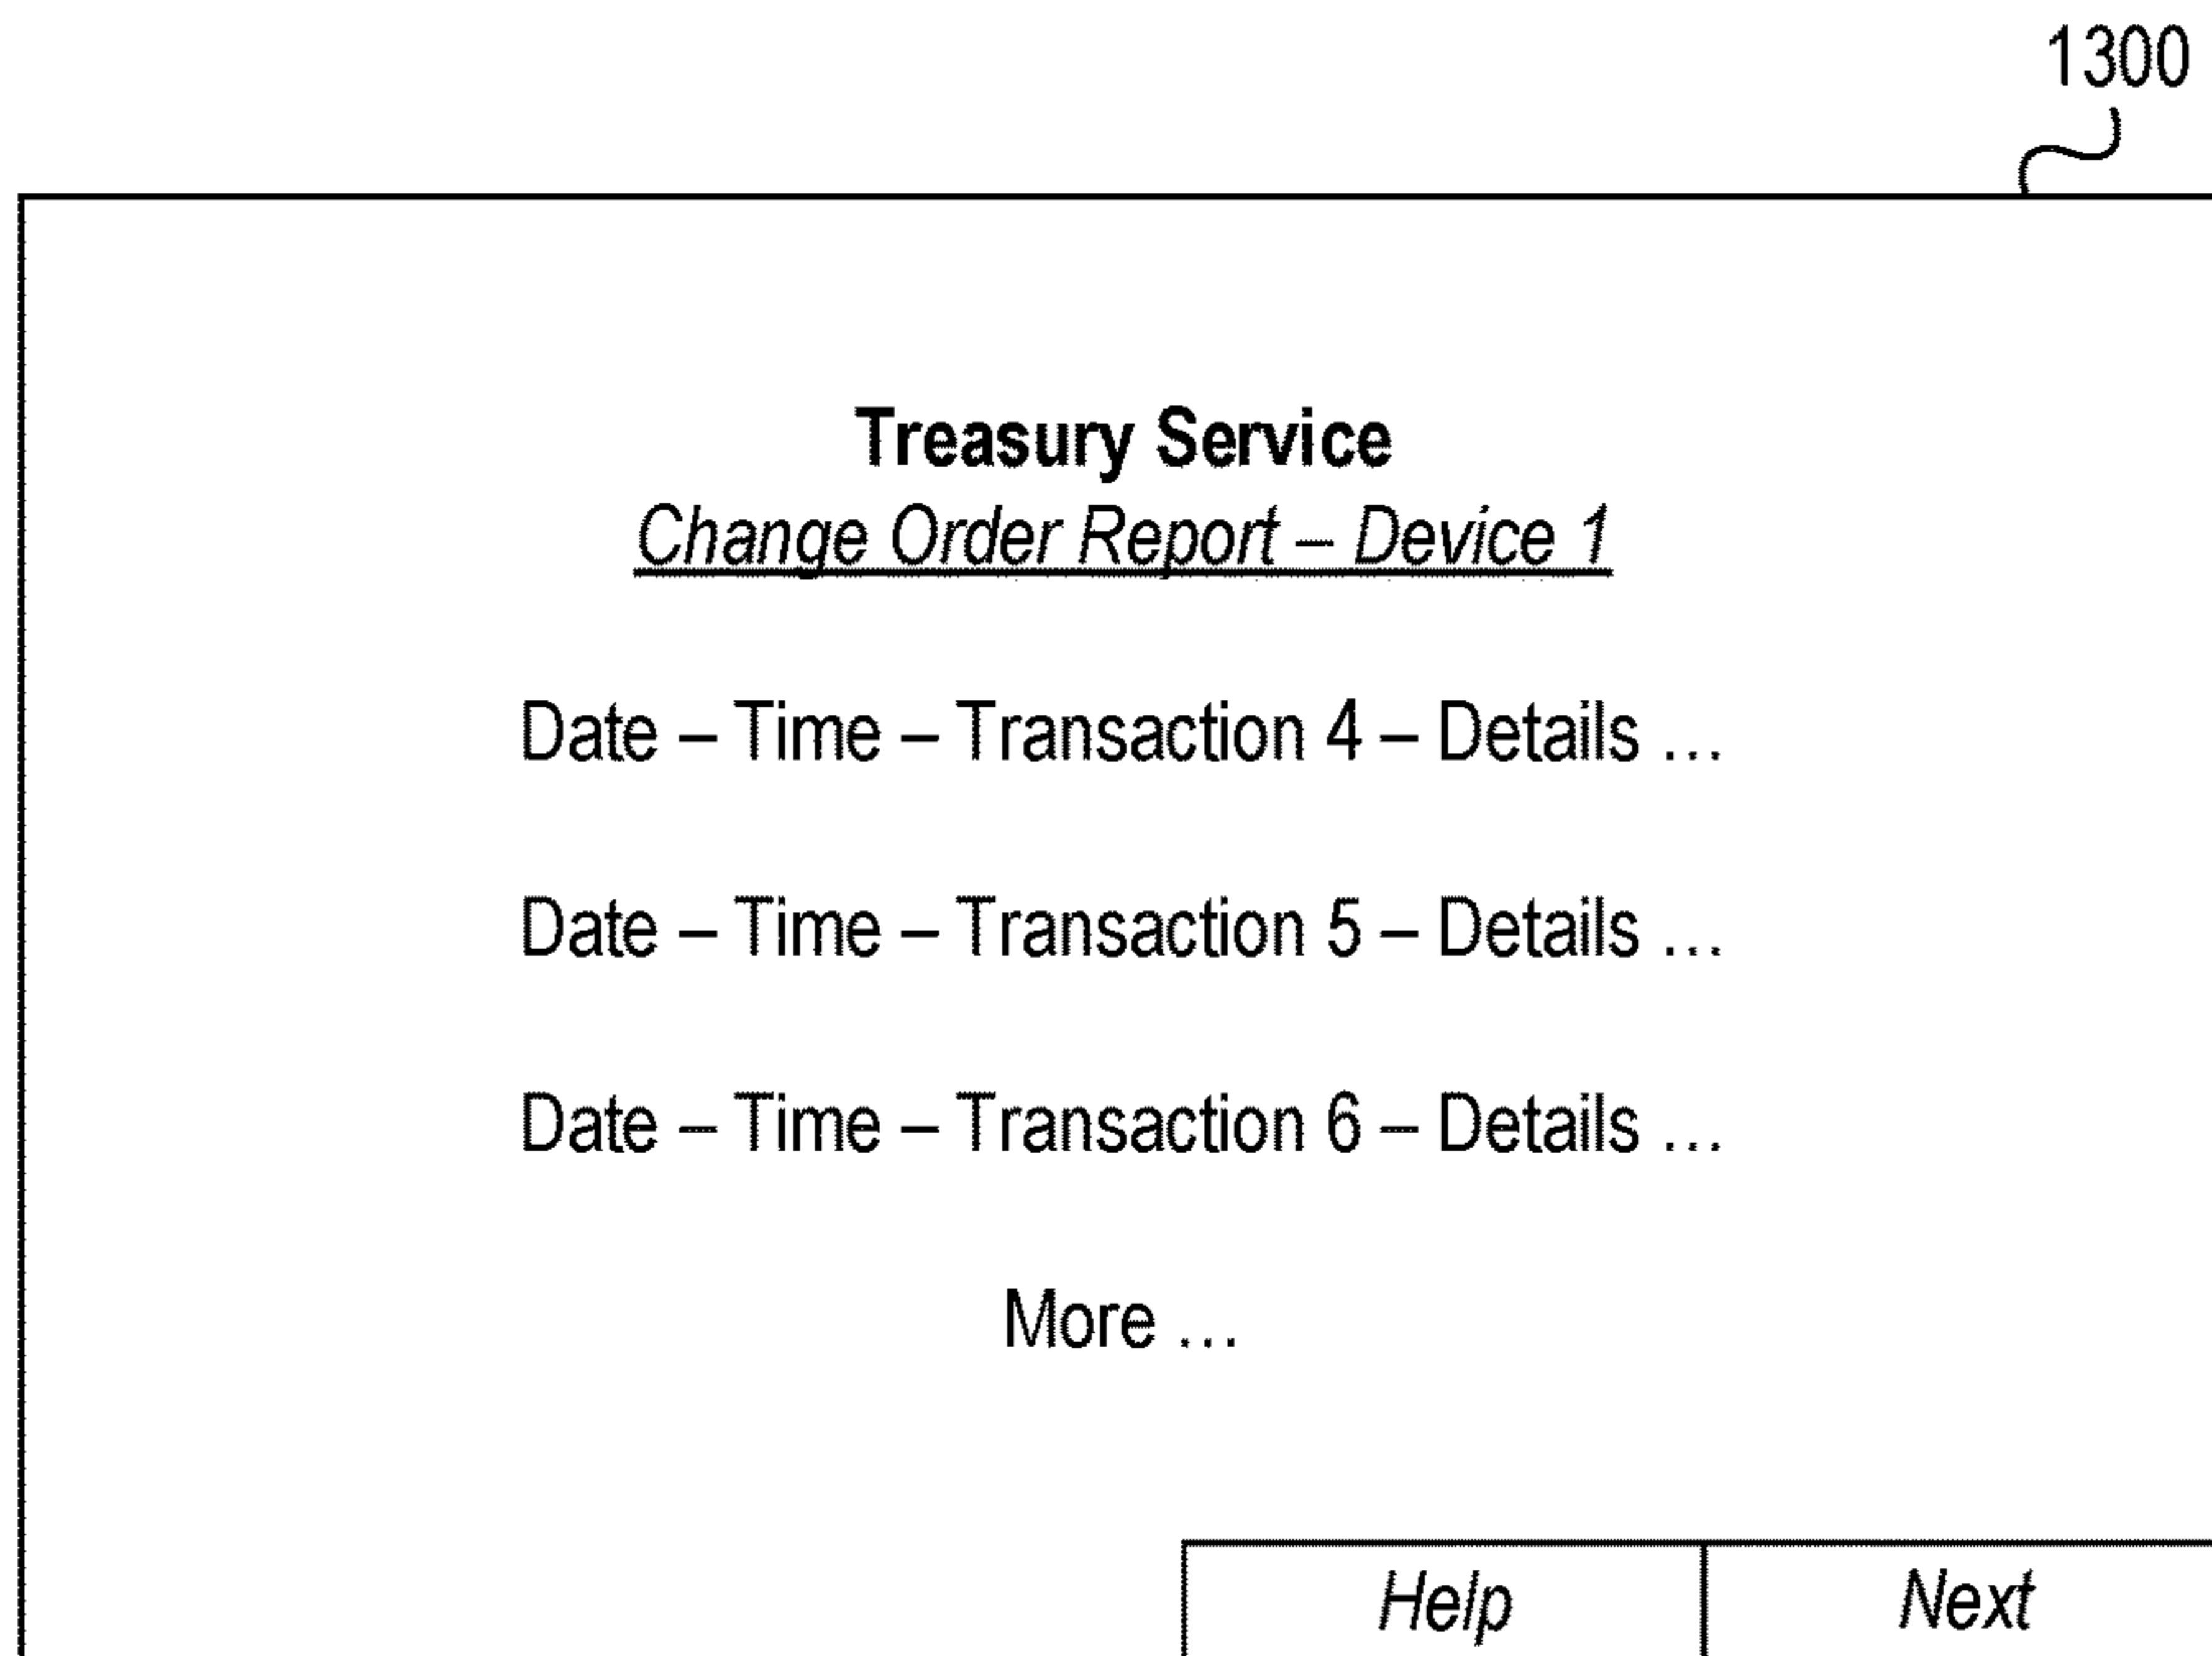 1300
Treasury Service
Change Order Report – Device 1
Date – Time – Transaction 4 – Details ...
Date – Time – Transaction 5 – Details ...
Date – Time – Transaction 6 – Details ...
More ...
Help Next